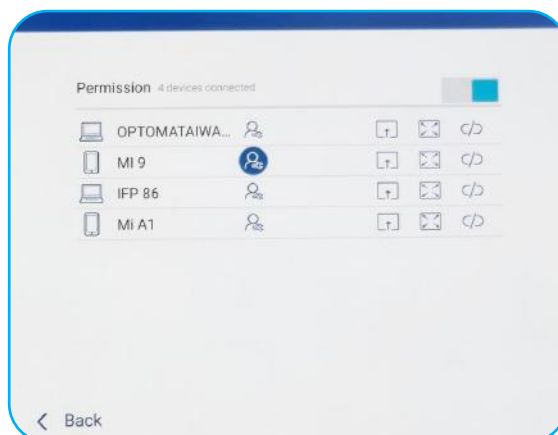 Permission 4 devices connected
OPTOMATAIWA...
MI 9
IFP 86
Mi A1
Back